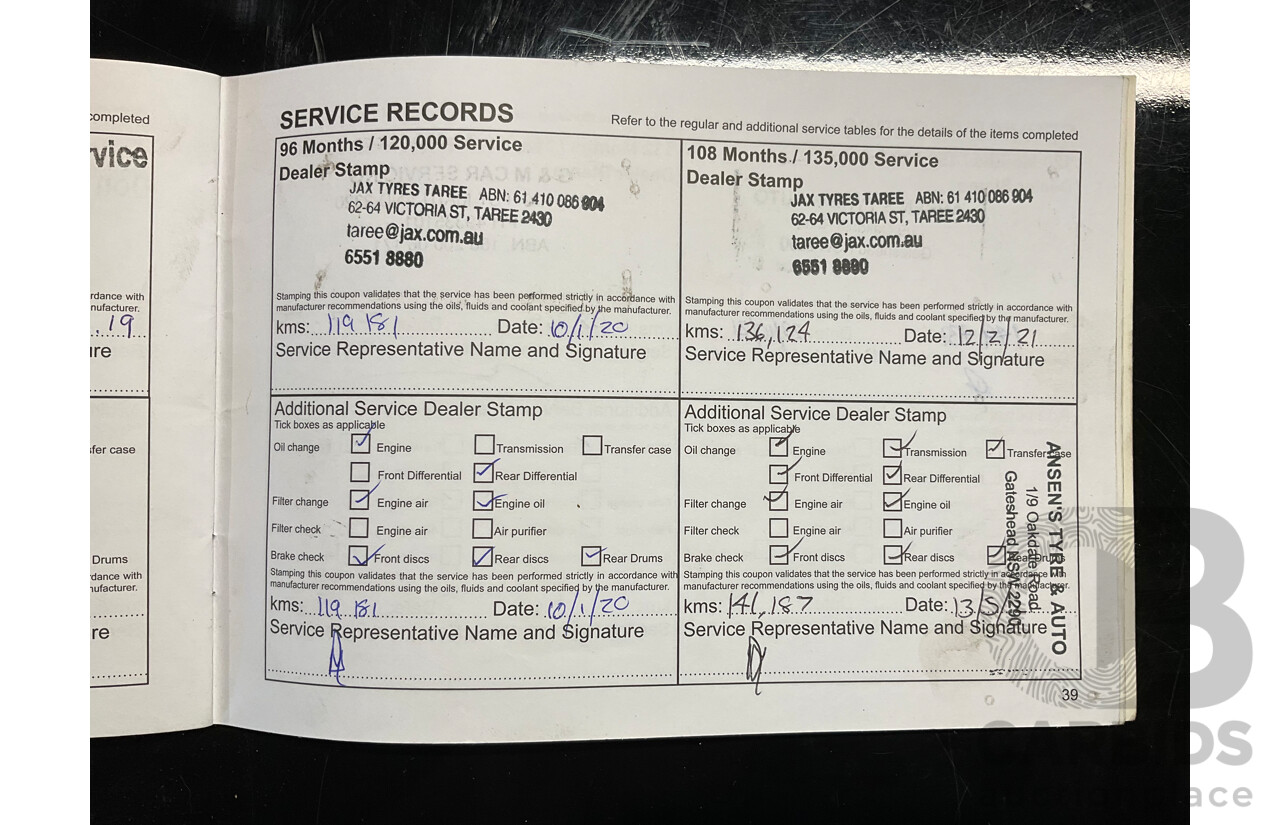 completed
vice
rdance with
nufacturer.
. 19
ire
fer case
Drums
dance with
nufacturer.
re
SERVICE RECORDS
Refer to the regular and additional service tables for the details of the items completed
96 Months / 120,000 Service
Dealer Stamp
JAX TYRES TAREE ABN: 61 410 086 904
62-64 VICTORIA ST, TAREE 2430
taree@jax.com.au
6551 8880
Stamping this coupon validates that the service has been performed strictly in accordance with
manufacturer recommendations using the oils, fluids and coolant specified by the manufacturer.
kms: 119 181 Date: 10/1/20
Service Representative Name and Signature
108 Months / 135,000 Service
Dealer Stamp
JAX TYRES TAREE ABN: 61 410 086 904
62-64 VICTORIA ST, TAREE 2430
taree@jax.com.au
6551 8880
Stamping this coupon validates that the service has been performed strictly in accordance with
manufacturer recommendations using the oils, fluids and coolant specified by the manufacturer.
kms: 136,124 Date: 12/2/21
Service Representative Name and Signature
Additional Service Dealer Stamp
Tick boxes as applicable
Oil change Engine Transmission Transfer case
Front Differential Rear Differential
Filter change Engine air Engine oil
Filter check Engine air Air purifier
Brake check Front discs Rear discs Rear Drums
Stamping this coupon validates that the service has been performed strictly in accordance with
manufacturer recommendations using the oils, fluids and coolant specified by the manufacturer.
kms: 119 181 Date: 10/1/20
Service Representative Name and Signature
Additional Service Dealer Stamp
Tick boxes as applicable
Oil change Engine Transmission Transfer case
Front Differential Rear Differential
Filter change Engine air Engine oil
Filter check Engine air Air purifier
Brake check Front discs Rear discs Rear Drums
Stamping this coupon validates that the service has been performed strictly in accordance with
manufacturer recommendations using the oils, fluids and coolant specified by the manufacturer.
kms: 141,187 Date: 13/5/
Service Representative Name and Signature
ANSEN'S TYRE & AUTO
1/9 Oakdale Road
Gateshead NSW 2290
39